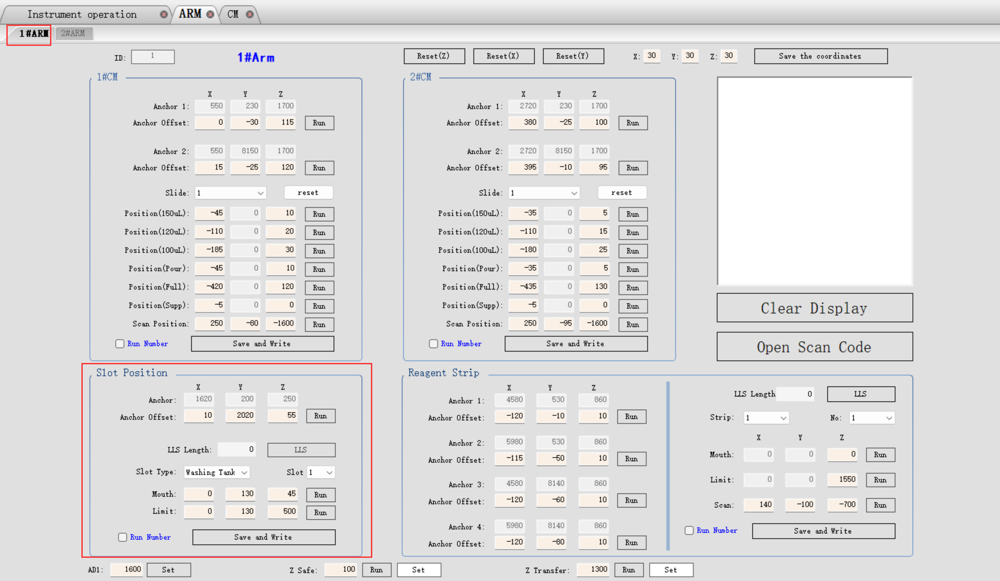 Instrument operation ARM CM
1#ARM 2#ARM
ID: 1 1#Arm Reset(Z) Reset(X) Reset(Y) X: 30 Y: 30 Z: 30 Save the coordinates
1#CM
X Y Z
Anchor 1: 550 230 1700
Anchor Offset: 0 -30 115 Run
Anchor 2: 550 8150 1700
Anchor Offset: 15 -25 120 Run
Slide: 1 reset
Position(150uL): -45 0 10 Run
Position(120uL): -110 0 20 Run
Position(100uL): -185 0 30 Run
Position(Pour): -45 0 10 Run
Position(Full): -420 0 120 Run
Position(Supp): -5 0 0 Run
Scan Position: 250 -80 -1600 Run
Run Number Save and Write
2#CM
X Y Z
Anchor 1: 2720 230 1700
Anchor Offset: 380 -25 100 Run
Anchor 2: 2720 8150 1700
Anchor Offset: 395 -10 95 Run
Slide: 1 reset
Position(150uL): -35 0 5 Run
Position(120uL): -110 0 15 Run
Position(100uL): -180 0 25 Run
Position(Pour): -35 0 5 Run
Position(Full): -435 0 130 Run
Position(Supp): -5 0 0 Run
Scan Position: 250 -95 -1600 Run
Run Number Save and Write
Clear Display
Open Scan Code
Slot Position
X Y Z
Anchor: 1620 200 250
Anchor Offset: 10 2020 55 Run
LLS Length: 0 LLS
Slot Type: Washing Tank Slot 1
Mouth: 0 130 45 Run
Limit: 0 130 500 Run
Run Number Save and Write
Reagent Strip
X Y Z
Anchor 1: 4580 530 860
Anchor Offset: -120 -10 10 Run
Anchor 2: 5980 530 860
Anchor Offset: -115 -50 10 Run
Anchor 3: 4580 8140 860
Anchor Offset: -120 -60 10 Run
Anchor 4: 5980 8140 860
Anchor Offset: -120 -80 10 Run
LLS Length 0 LLS
Strip: 1 No: 1
X Y Z
Mouth: 0 0 0 Run
Limit: 0 0 1550 Run
Scan: 140 -100 -700 Run
Run Number Save and Write
AD1: 1600 Set Z Safe: 100 Run Set Z Transfer: 1300 Run Set